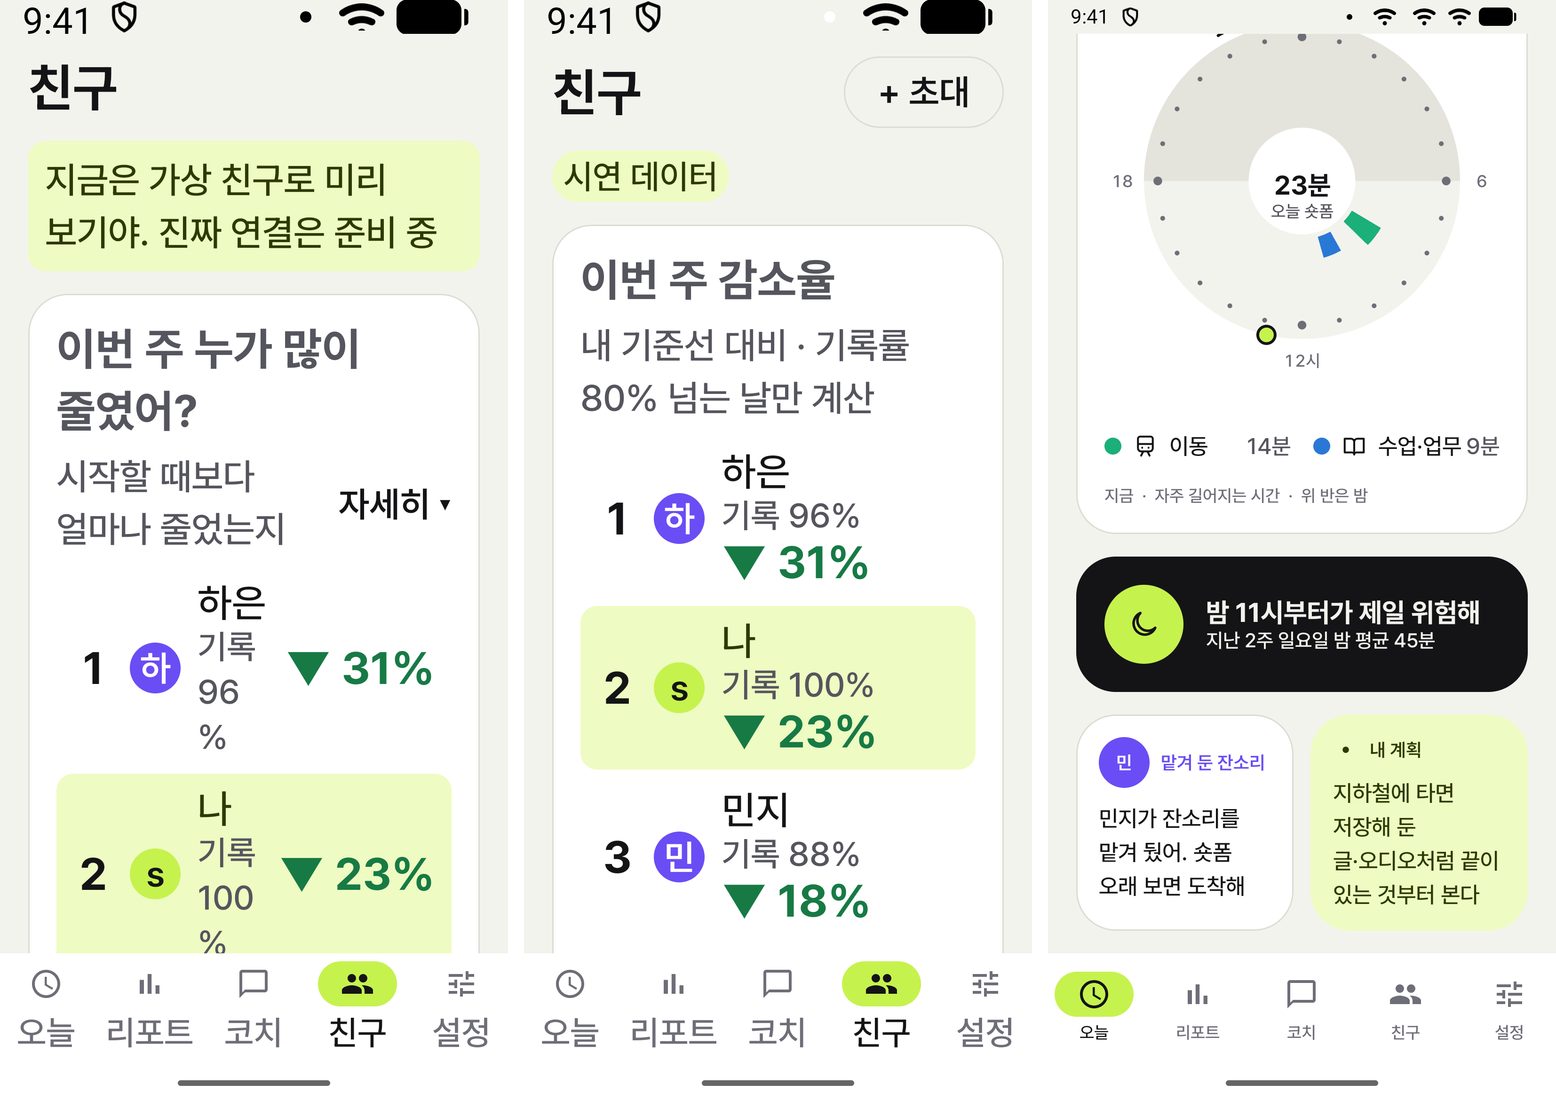 9:41
친구
지금은 가상 친구로 미리
보기야. 진짜 연결은 준비 중
이번 주 누가 많이
줄였어?
시작할 때보다
얼마나 줄었는지
자세히 ▾
1 하 하은
기록
96
%
▼ 31%
2 s 나
기록
100
%
▼ 23%
오늘 리포트 코치 친구 설정
9:41
친구
+ 초대
시연 데이터
이번 주 감소율
내 기준선 대비 · 기록률
80% 넘는 날만 계산
1 하 하은
기록 96%
▼ 31%
2 s 나
기록 100%
▼ 23%
3 민 민지
기록 88%
▼ 18%
오늘 리포트 코치 친구 설정
9:41
18
23분
오늘 숏폼
6
12시
이동 14분 수업·업무 9분
지금 · 자주 길어지는 시간 · 위 반은 밤
밤 11시부터가 제일 위험해
지난 2주 일요일 밤 평균 45분
민 맡겨 둔 잔소리
민지가 잔소리를
맡겨 뒀어. 숏폼
오래 보면 도착해
• 내 계획
지하철에 타면
저장해 둔
글·오디오처럼 끝이
있는 것부터 본다
오늘 리포트 코치 친구 설정